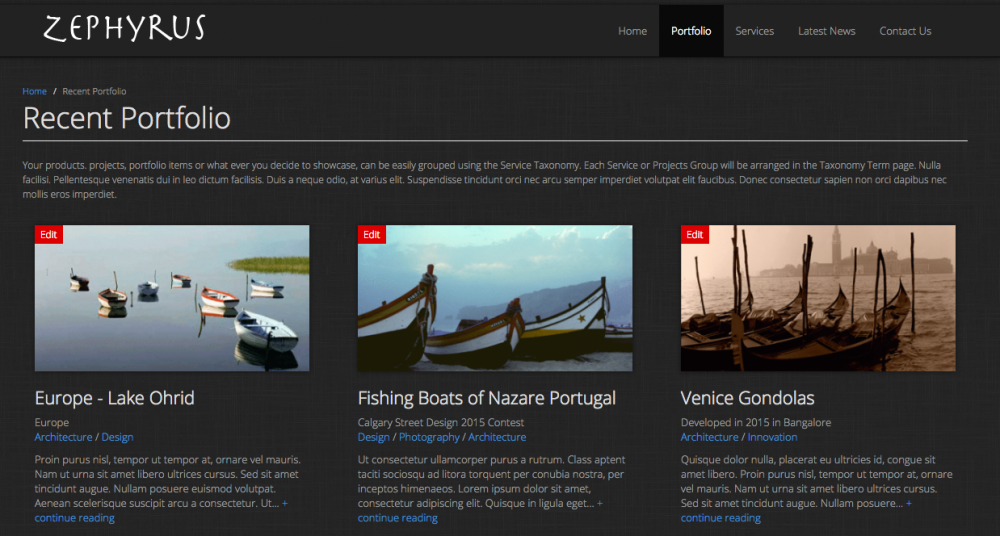 ZEPHYRUS
Home Portfolio Services Latest News Contact Us
Home / Recent Portfolio
Recent Portfolio
Your products. projects, portfolio items or what ever you decide to showcase, can be easily grouped using the Service Taxonomy. Each Service or Projects Group will be arranged in the Taxonomy Term page. Nulla
facilisi. Pellentesque venenatis dui in leo dictum facilisis. Duis a neque odio, at varius elit. Suspendisse tincidunt orci nec arcu semper imperdiet volutpat elit faucibus. Donec consectetur sapien non orci dapibus nec
mollis eros imperdiet.
Edit
Europe - Lake Ohrid
Europe
Architecture / Design
Proin purus nisl, tempor ut tempor at, ornare vel mauris.
Nam ut urna sit amet libero ultrices cursus. Sed sit amet
tincidunt augue. Nullam posuere euismod volutpat.
Aenean scelerisque suscipit arcu a consectetur. Ut... +
continue reading
Edit
Fishing Boats of Nazare Portugal
Calgary Street Design 2015 Contest
Design / Photography / Architecture
Ut consectetur ullamcorper purus a rutrum. Class aptent
taciti sociosqu ad litora torquent per conubia nostra, per
inceptos himenaeos. Lorem ipsum dolor sit amet,
consectetur adipiscing elit. Quisque in ligula eget... +
continue reading
Edit
Venice Gondolas
Developed in 2015 in Bangalore
Architecture / Innovation
Quisque dolor nulla, placerat eu ultricies id, congue sit
amet libero. Proin purus nisl, tempor ut tempor at, ornare
vel mauris. Nam ut urna sit amet libero ultrices cursus.
Sed sit amet tincidunt augue. Nullam posuere... +
continue reading